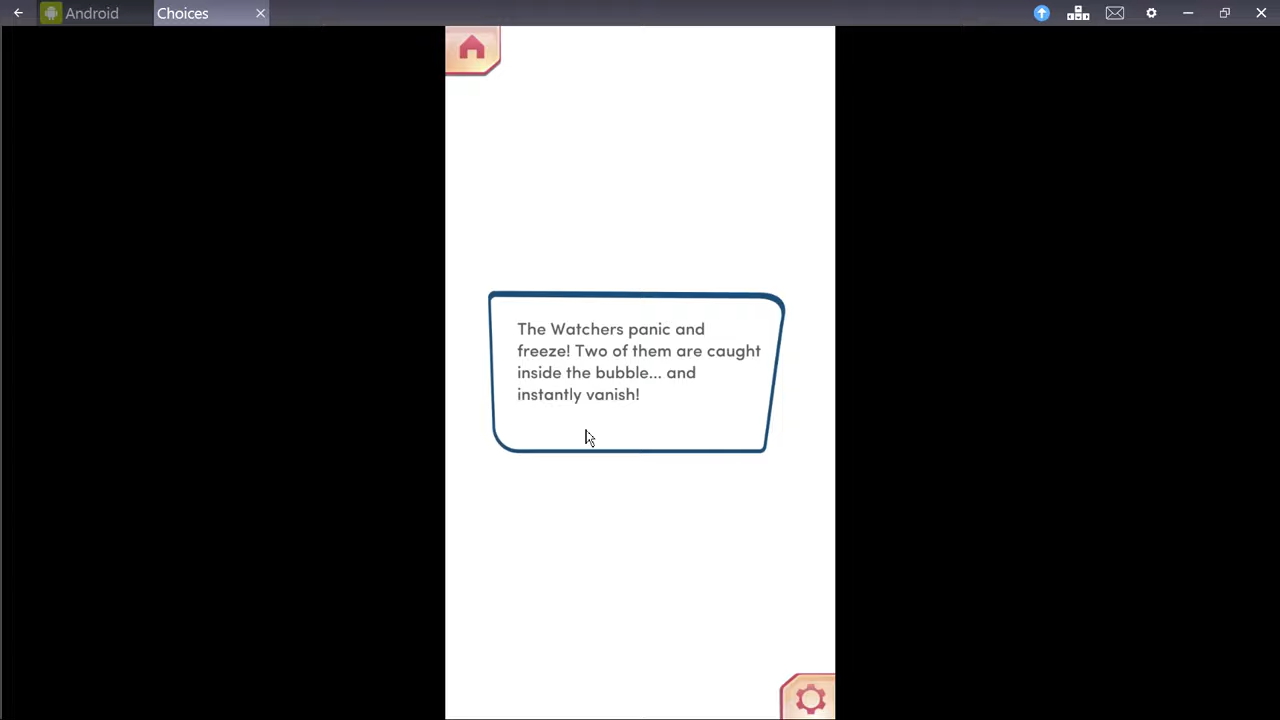 Android
Choices
The Watchers panic and
freeze! Two of them are caught
inside the bubble... and
instantly vanish!